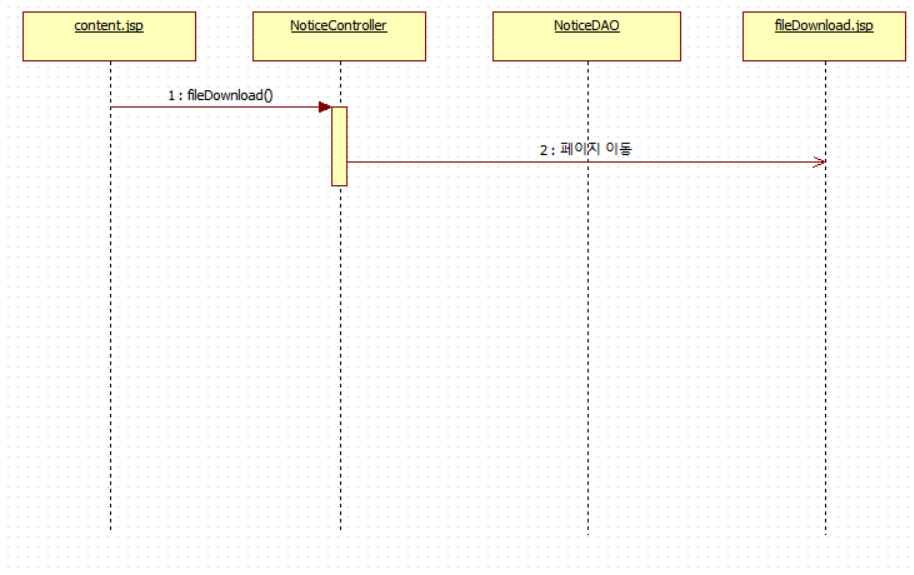 content.jsp
NoticeController
NoticeDAO
fileDownload.jsp
1 : fileDownload()
2 : 페이지 이동